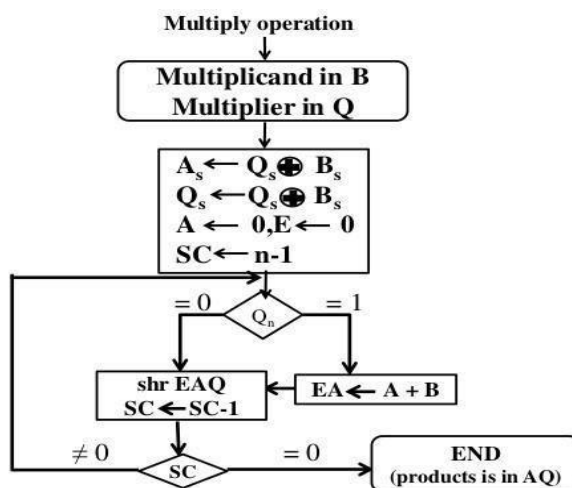 Multiply operation
Multiplicand in B
Multiplier in Q
Aₛ ← Qₛ ⊕ Bₛ
Qₛ ← Qₛ ⊕ Bₛ
A ← 0,E ← 0
SC ← n-1
= 0
Qₙ
= 1
shr EAQ
SC ← SC-1
EA ← A + B
≠ 0
SC
= 0
END
(products is in AQ)